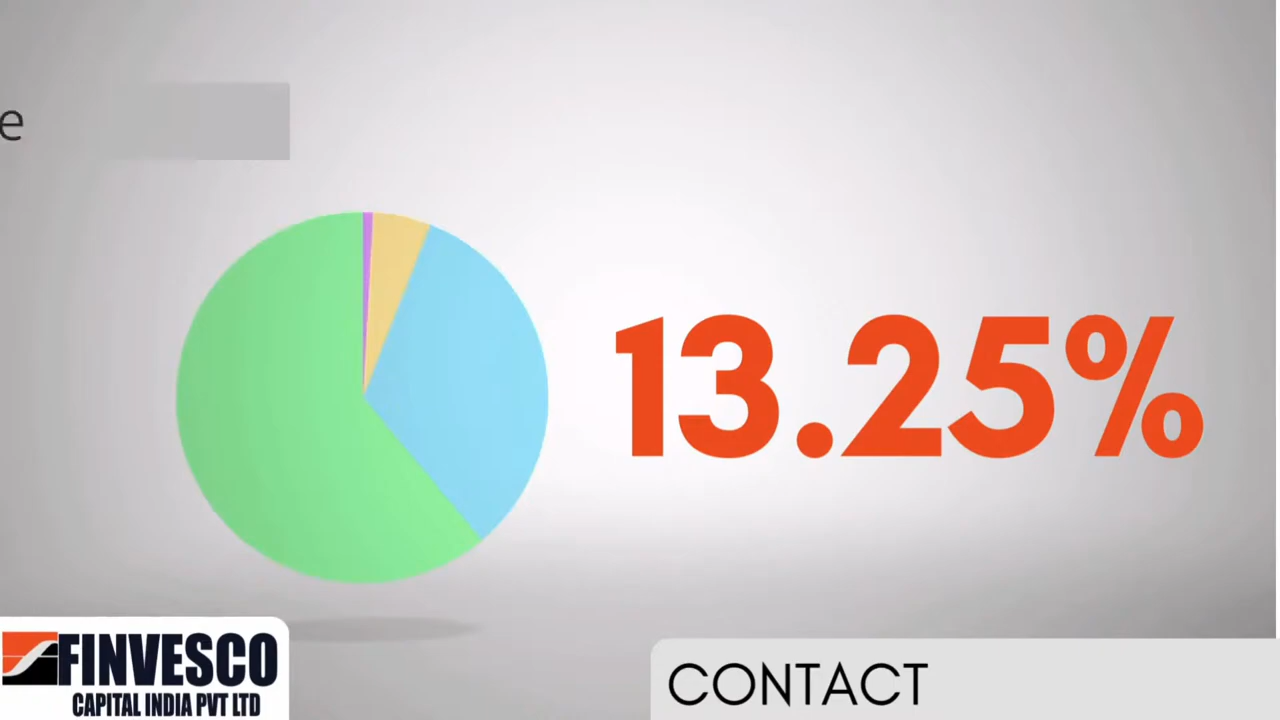 e
13.25%
FINVESCO
CAPITAL INDIA PVT LTD
CONTACT